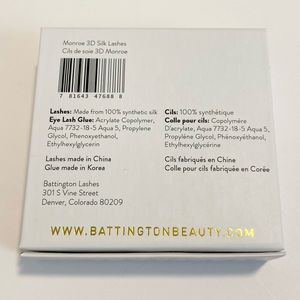 Monroe 3D Silk Lashes
Cils de soie 3D Monroe
7 81643 47688 8
Lashes: Made from 100% synthetic silk
Eye Lash Glue: Acrylate Copolymer,
Aqua 7732-18-5 Aqua 5, Propylene
Glycol, Phenoxyethanol,
Ethylhexylglycerin
Lashes made in China
Glue made in Korea
Battington Lashes
301 S Vine Street
Denver, Colorado 80209
Cils: 100% synthétique
Colle pour cils: Copolymère
D'acrylate, Aqua 7732-18-5 Aqua 5,
Propylène Glycol, Phénoxyéthanol,
Ethylhexylglycérine
Cils fabriqués en Chine
Colle pour cils fabriquée en Corée
WWW.BATTINGTONBEAUTY.COM